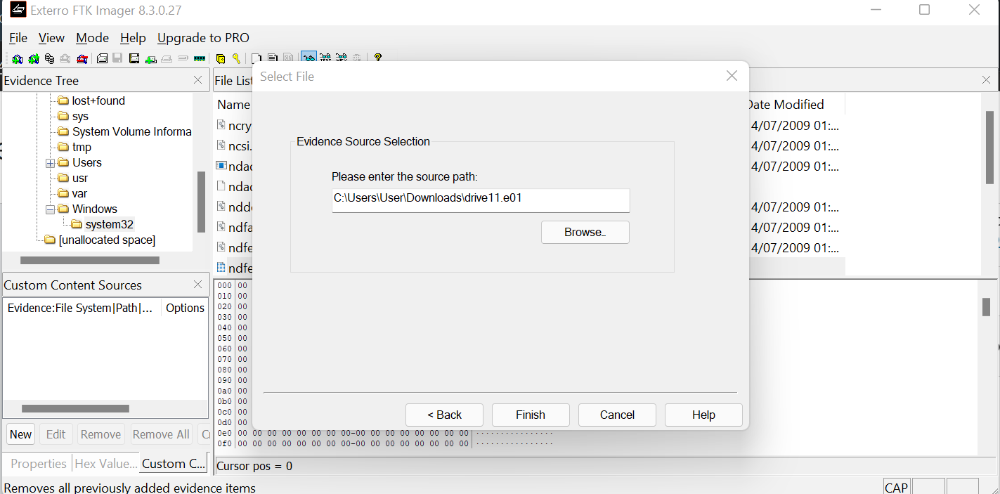 Exterro FTK Imager 8.3.0.27
File View Mode Help Upgrade to PRO
Evidence Tree
lost+found
sys
System Volume Informa
tmp
Users
usr
var
Windows
system32
[unallocated space]
Custom Content Sources
Evidence:File System|Path|... Options
New Edit Remove Remove All Cr
Properties Hex Value... Custom C...
Removes all previously added evidence items
File List
Name
Date Modified
ncry
4/07/2009 01:...
ncsi.
4/07/2009 01:...
ndad
4/07/2009 01:...
ndad
ndde
4/07/2009 01:...
ndfa
4/07/2009 01:...
ndfe
4/07/2009 01:...
ndfe
Select File
Evidence Source Selection
Please enter the source path:
C:\Users\User\Downloads\drive11.e01
Browse..
< Back Finish Cancel Help
000 00
010 00
020 00
030 00
040 00
050 00
060 00
070 00
080 00
090 00
0a0 00
0b0 00
0c0 00
0d0 00
0e0 00 00 00 00 00 00 00 00-00 00 00 00 00 00 00 00 ················
0f0 00 00 00 00 00 00 00 00-00 00 00 00 00 00 00 00 ················
Cursor pos = 0
CAP